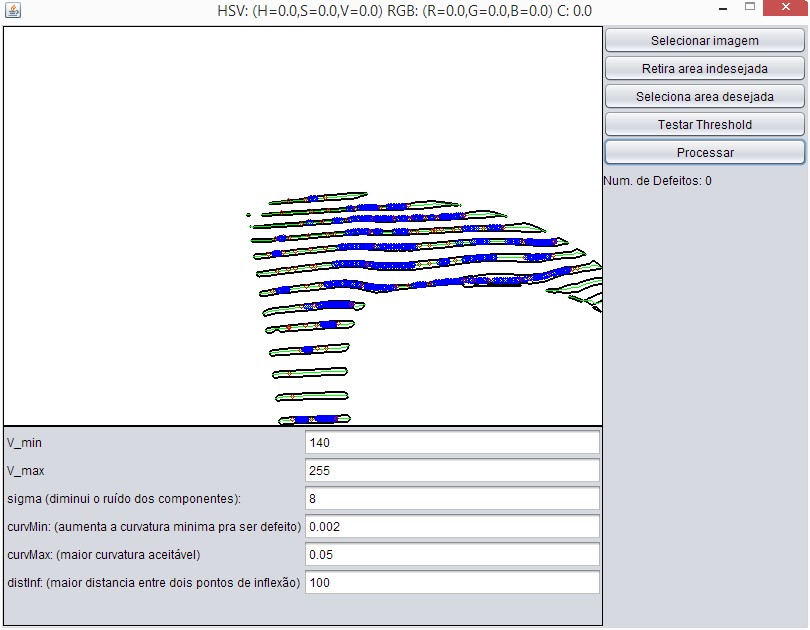 HSV: (H=0.0,S=0.0,V=0.0) RGB: (R=0.0,G=0.0,B=0.0) C: 0.0
Selecionar imagem
Retira area indesejada
Seleciona area desejada
Testar Threshold
Processar
Num. de Defeitos: 0
V_min 140
V_max 255
sigma (diminui o ruído dos componentes): 8
curvMin: (aumenta a curvatura minima pra ser defeito) 0.002
curvMax: (maior curvatura aceitável) 0.05
distInf: (maior distancia entre dois pontos de inflexão) 100